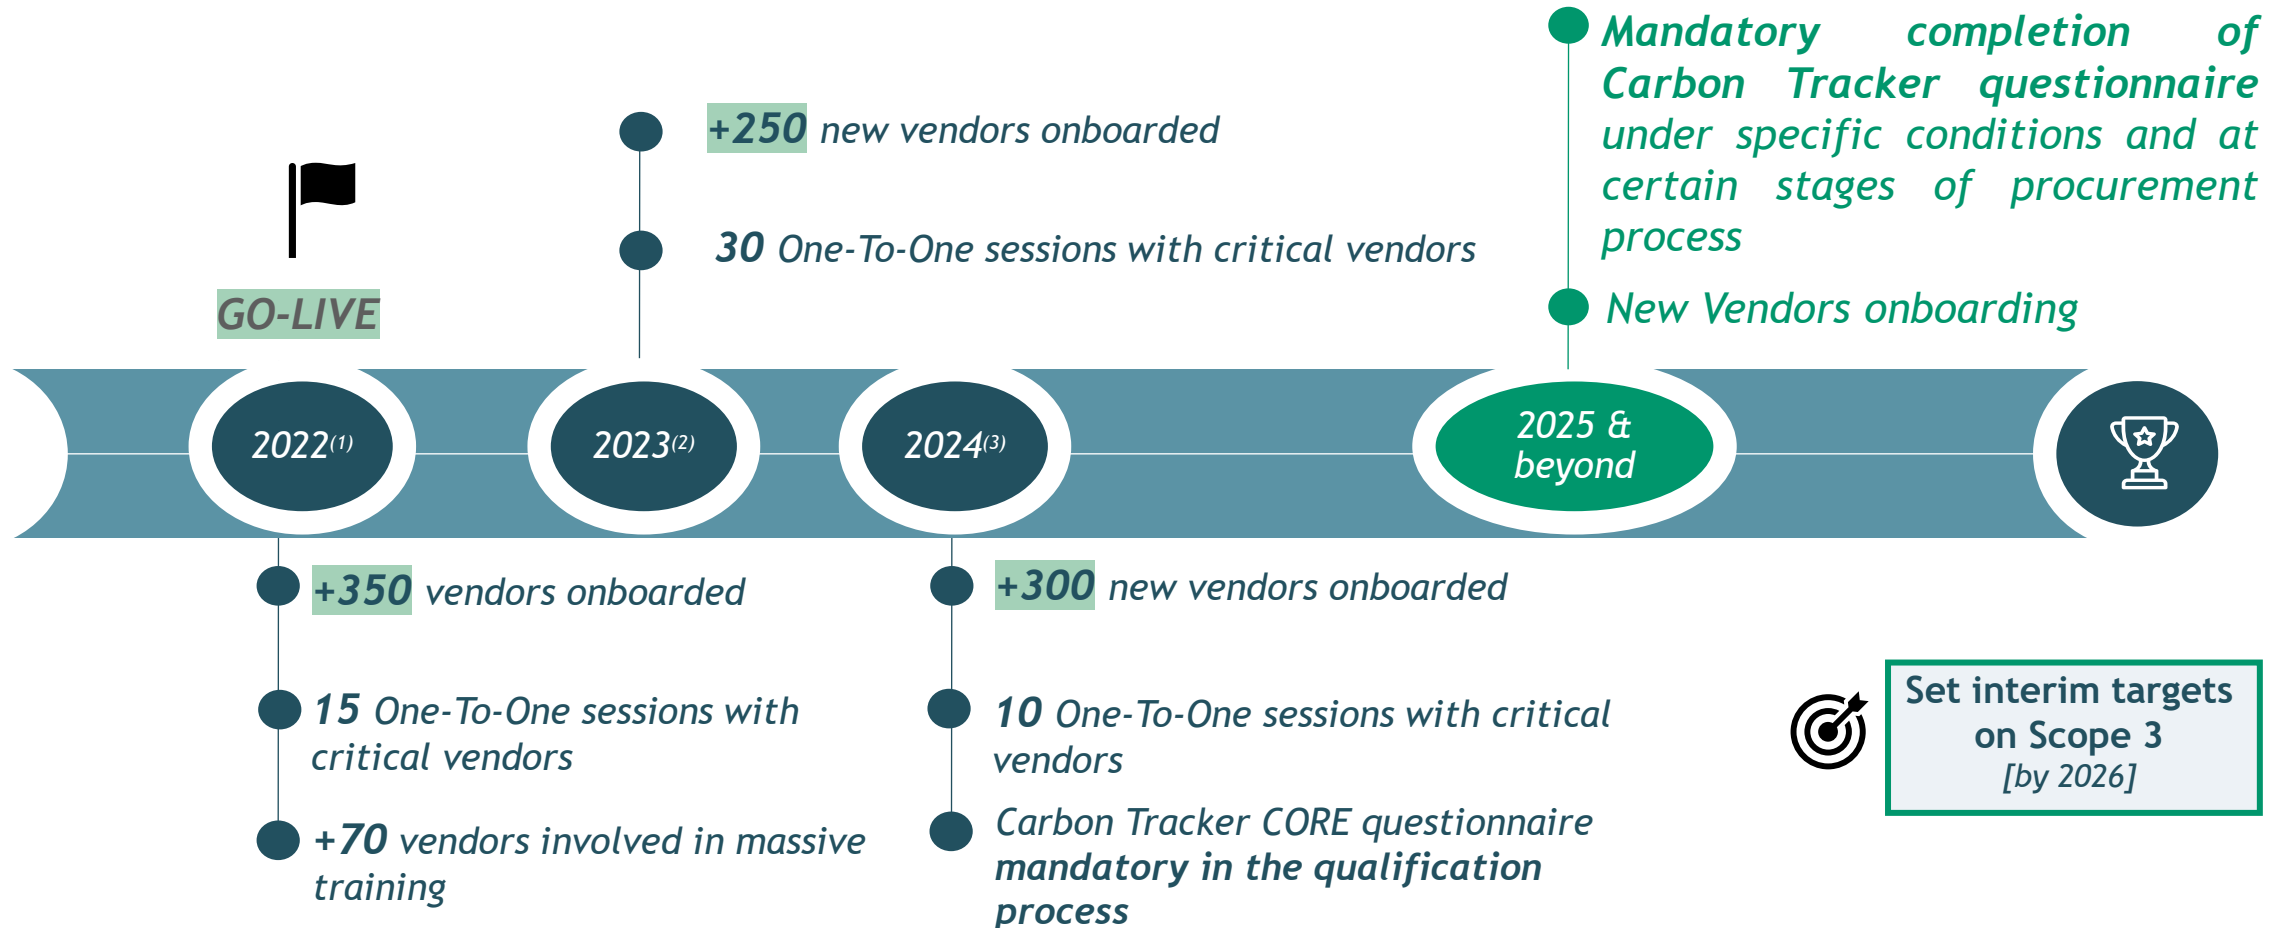 GO-LIVE
2022(1)
+350 vendors onboarded
15 One-To-One sessions with
critical vendors
+70 vendors involved in massive
training
+250 new vendors onboarded
30 One-To-One sessions with critical vendors
2023(2)
2024(3)
+300 new vendors onboarded
10 One-To-One sessions with critical
vendors
Carbon Tracker CORE questionnaire
mandatory in the qualification
process
Mandatory completion of
Carbon Tracker questionnaire
under specific conditions and at
certain stages of procurement
process
New Vendors onboarding
2025 &
beyond
Set interim targets
on Scope 3
[by 2026]